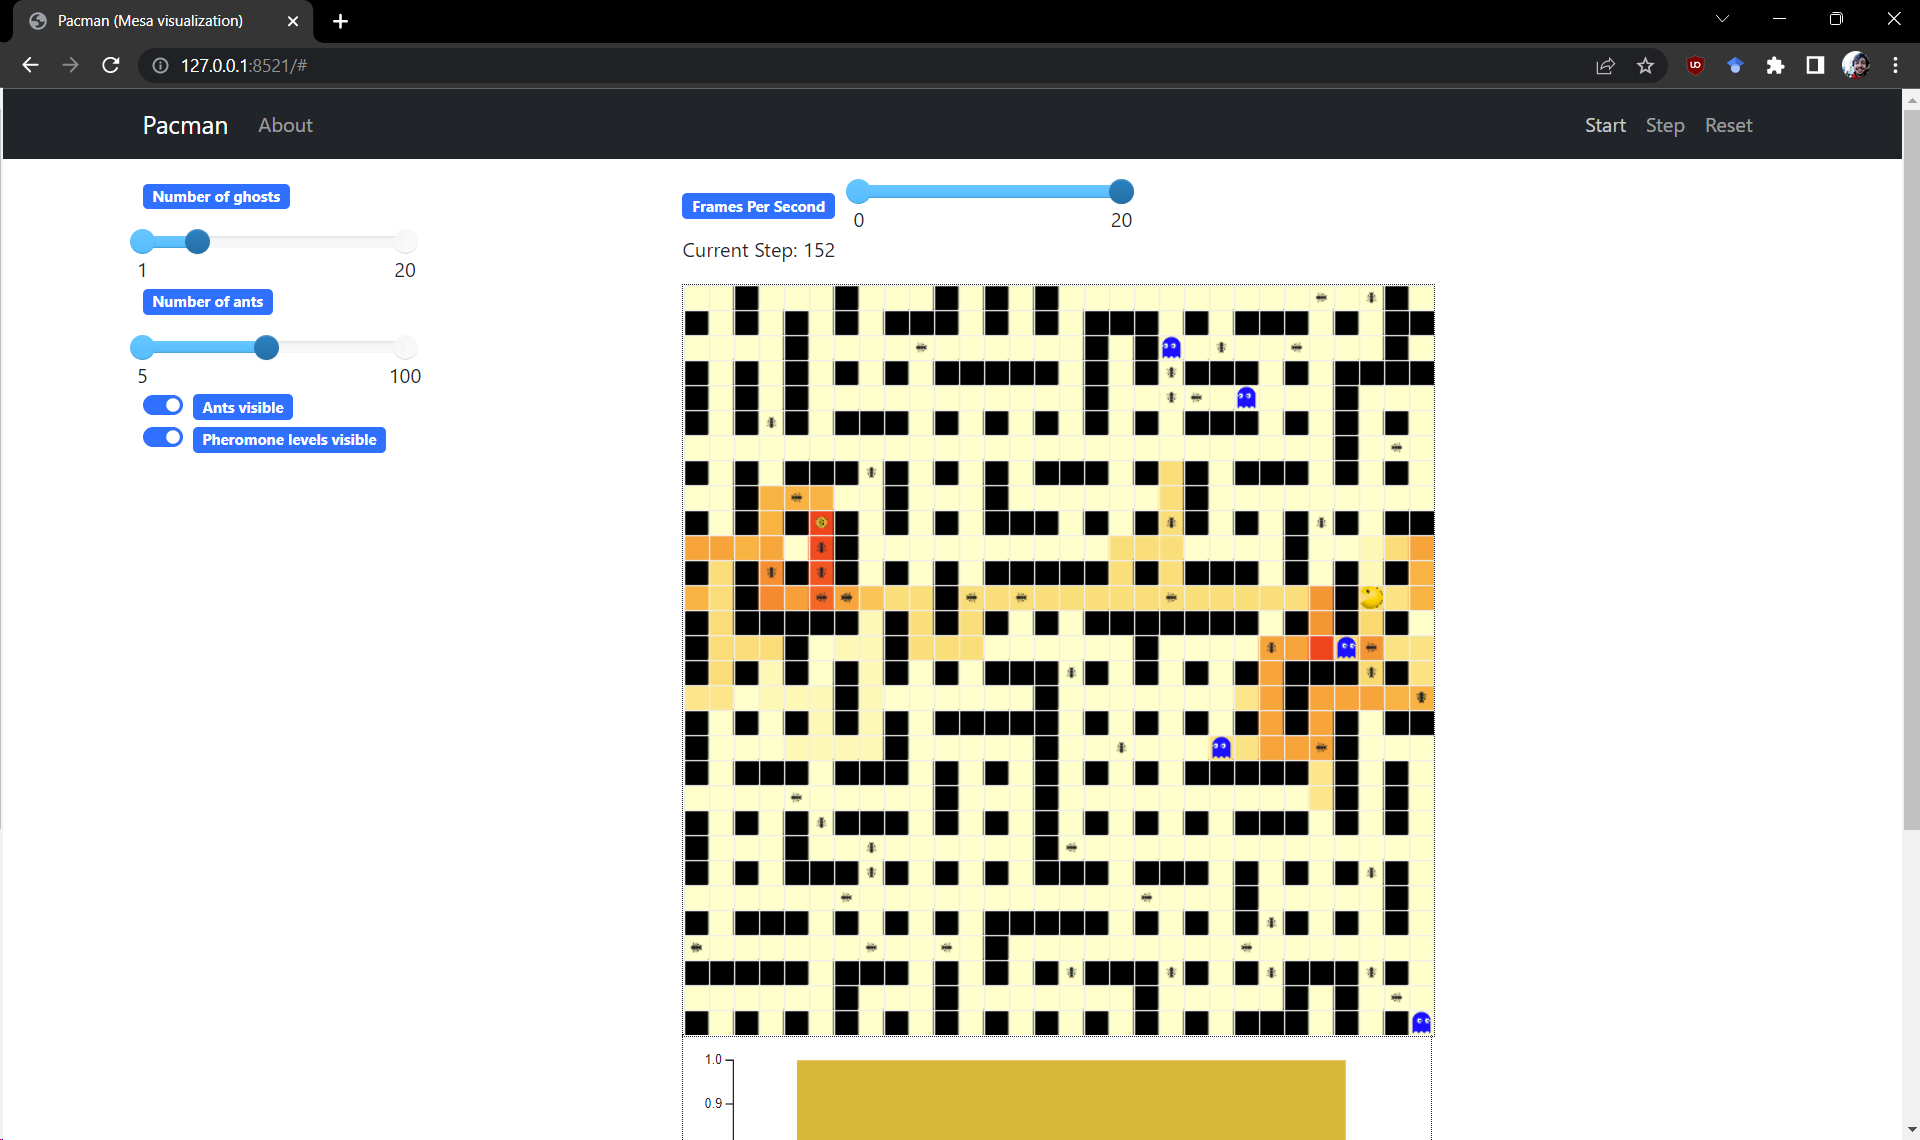 Pacman (Mesa visualization)
127.0.0.1:8521/#
Pacman About Start Step Reset
Number of ghosts
1 20
Number of ants
5 100
Ants visible
Pheromone levels visible
Frames Per Second
0 20
Current Step: 152
1.0
0.9